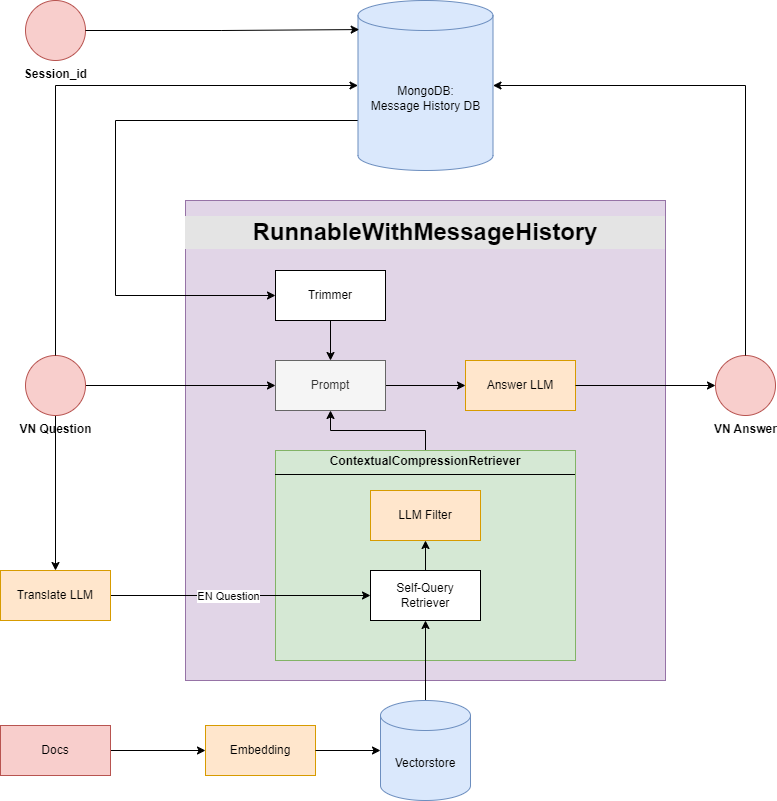 Session_id
MongoDB:
Message History DB
RunnableWithMessageHistory
Trimmer
Prompt
Answer LLM
VN Question
VN Answer
ContextualCompressionRetriever
LLM Filter
Translate LLM
EN Question
Self-Query
Retriever
Docs
Embedding
Vectorstore